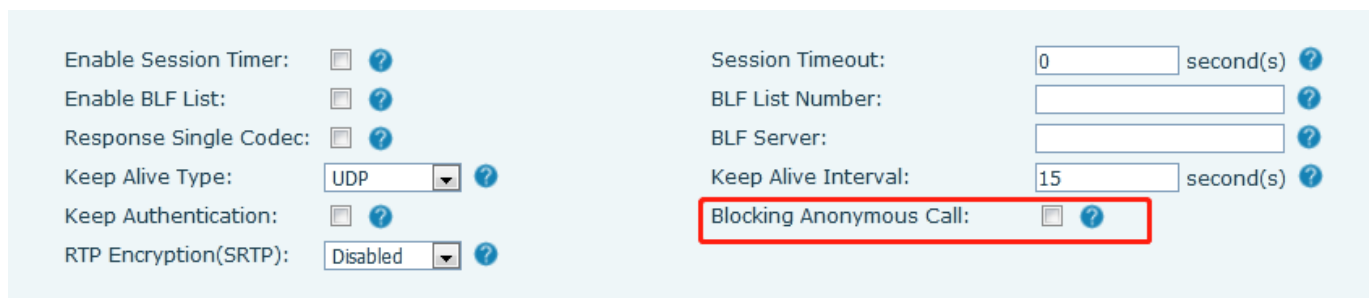 Enable Session Timer: ? Session Timeout: 0 second(s) ?
Enable BLF List: ? BLF List Number: ?
Response Single Codec: ? BLF Server: ?
Keep Alive Type: UDP ? Keep Alive Interval: 15 second(s) ?
Keep Authentication: ? Blocking Anonymous Call: ?
RTP Encryption(SRTP): Disabled ?